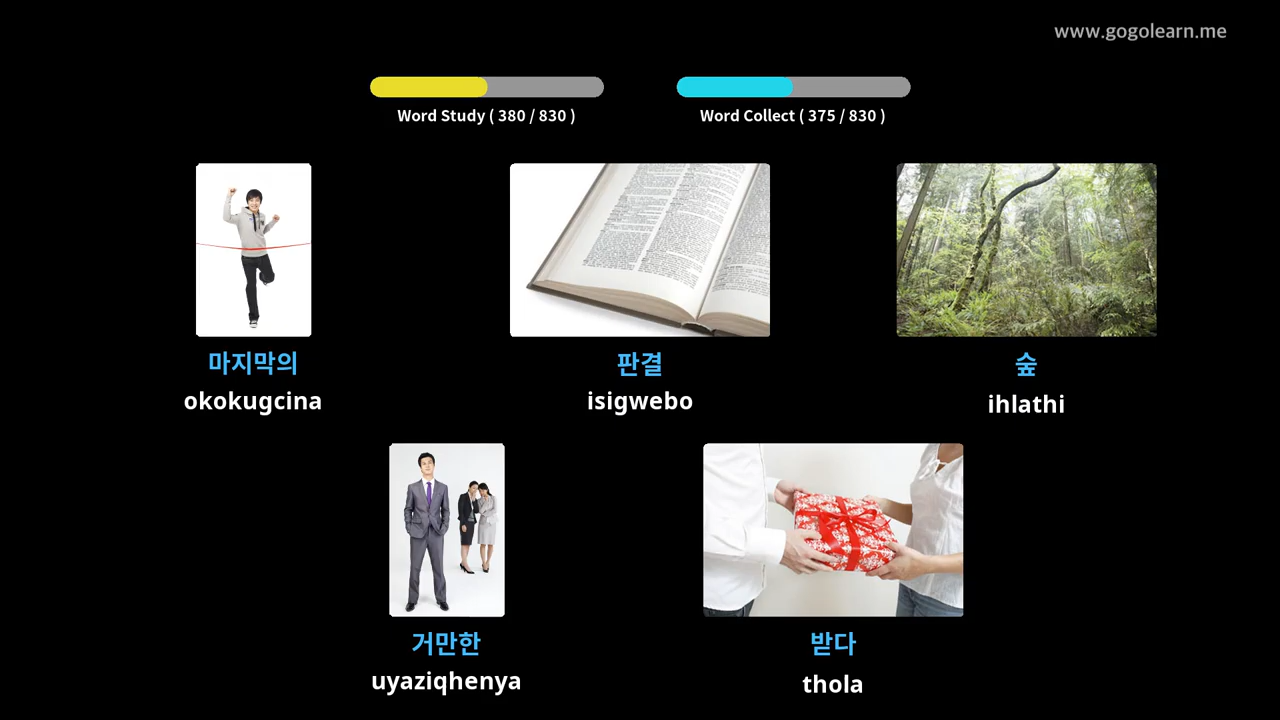 www.gogolearn.me
Word Study ( 380 / 830 )
Word Collect ( 375 / 830 )
마지막의
okokugcina
판결
isigwebo
숲
ihlathi
거만한
uyaziqhenya
받다
thola